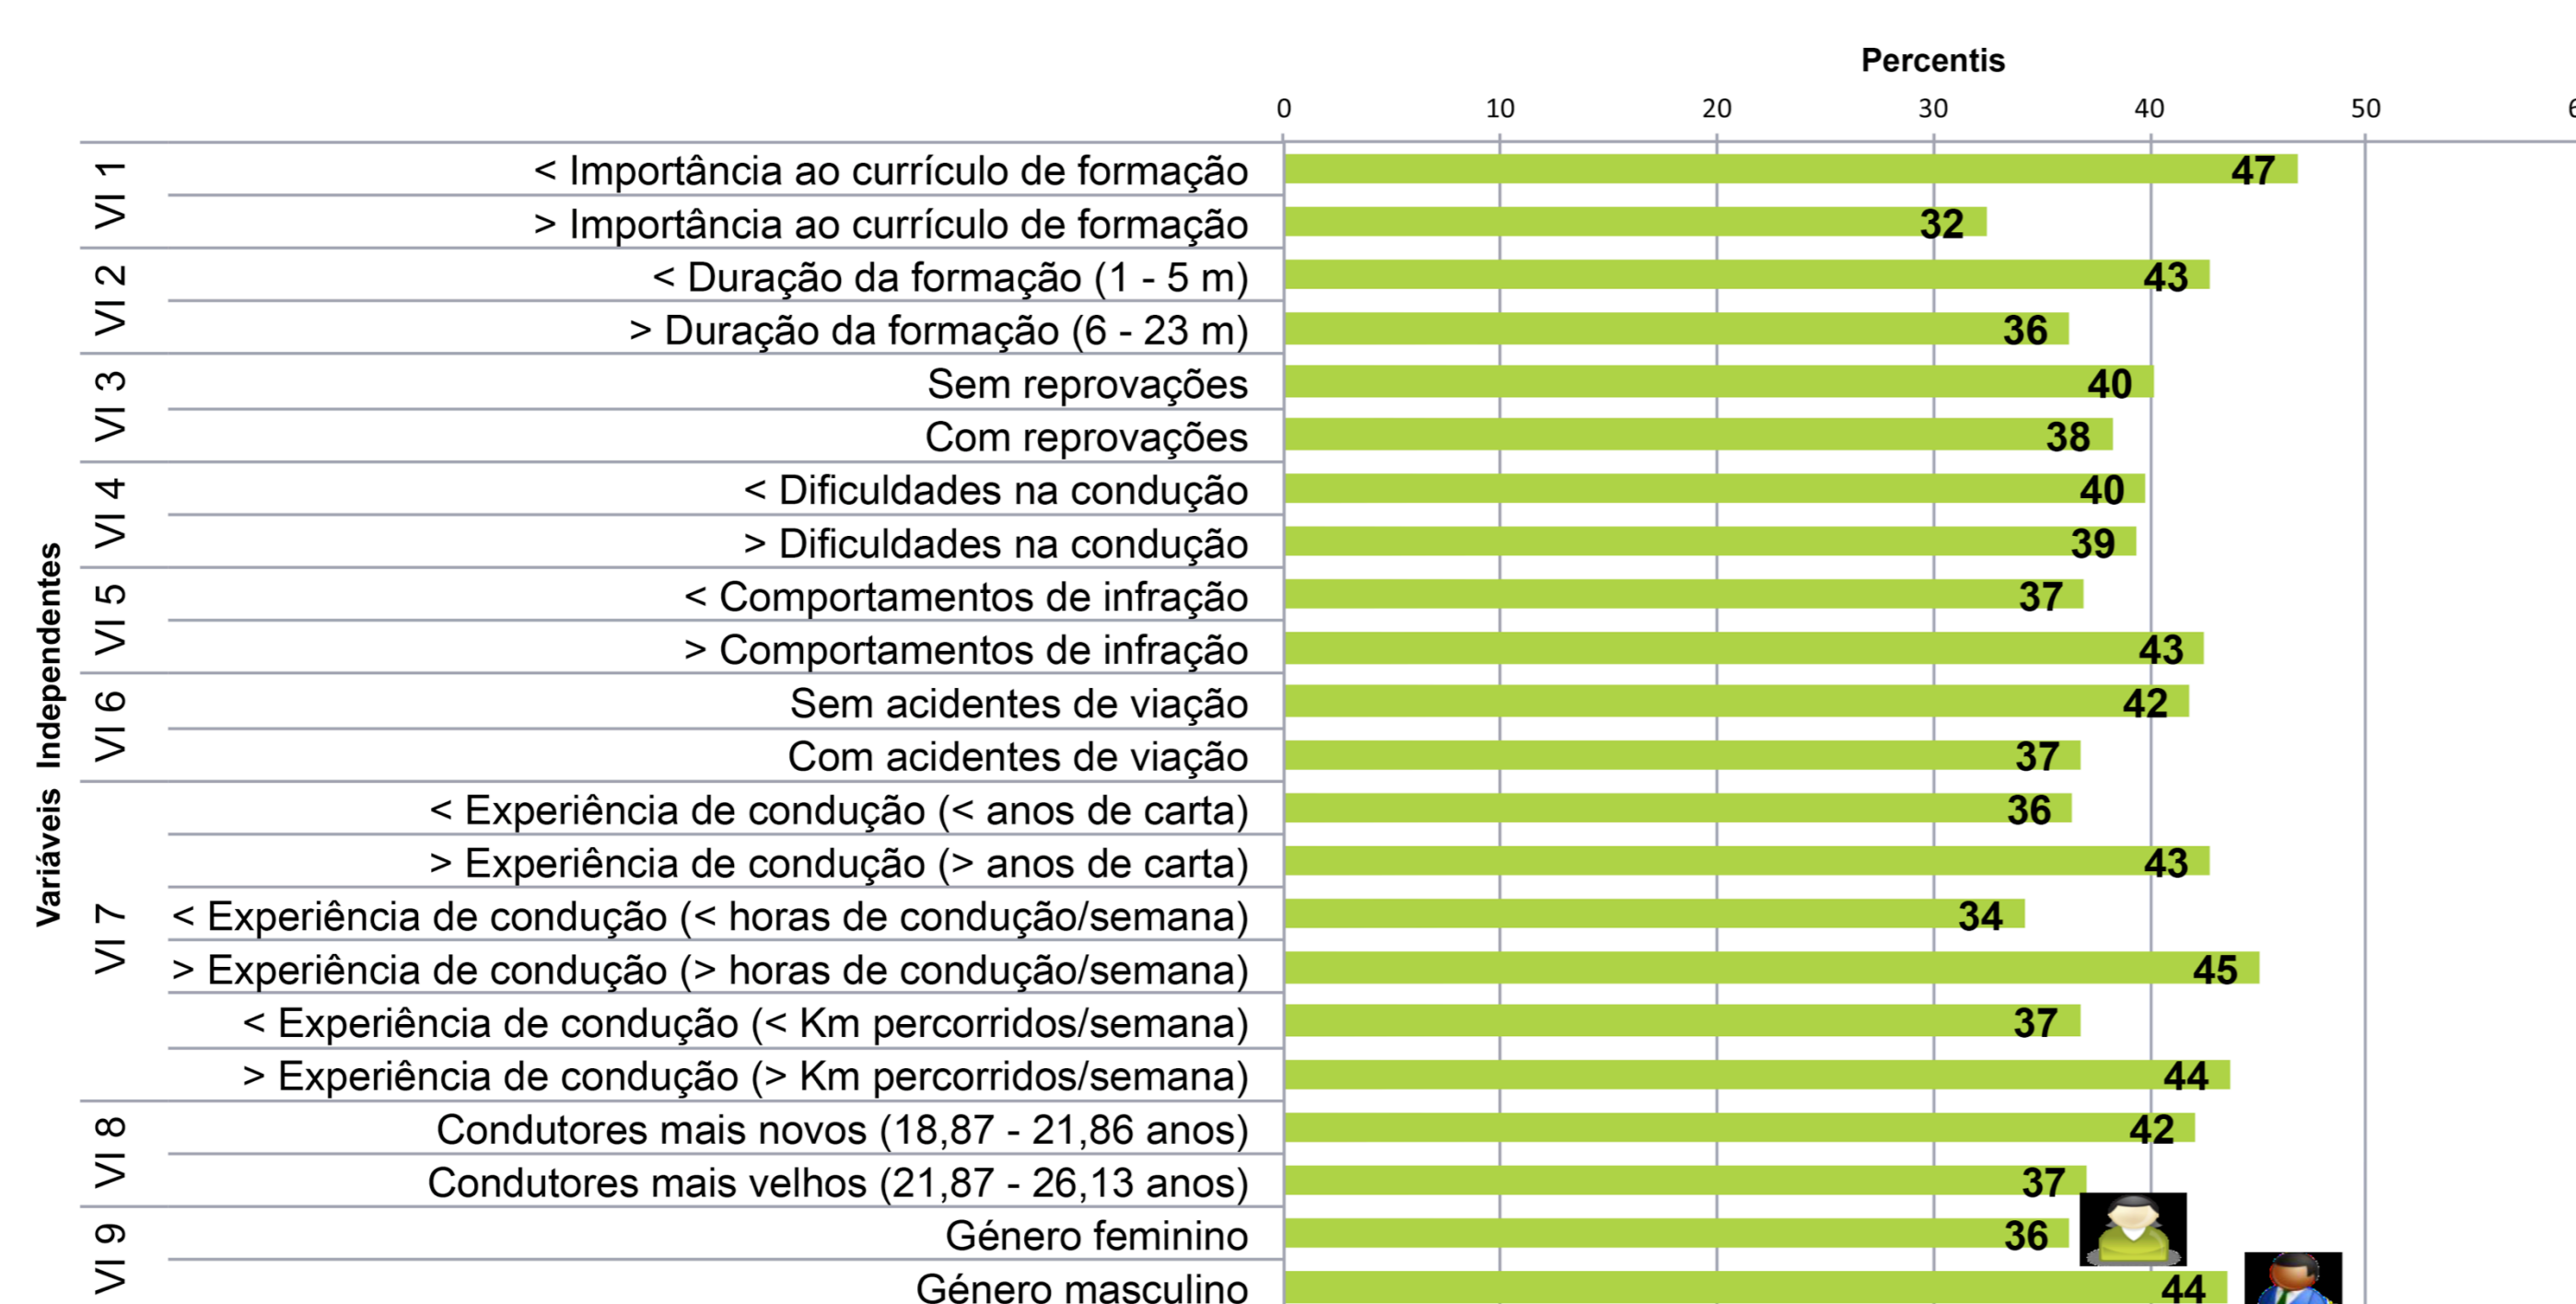 Percentis
0 10 20 30 40 50
Variáveis Independentes
VI 1
< Importância ao currículo de formação 47
> Importância ao currículo de formação 32
VI 2
< Duração da formação (1 - 5 m) 43
> Duração da formação (6 - 23 m) 36
VI 3
Sem reprovações 40
Com reprovações 38
VI 4
< Dificuldades na condução 40
> Dificuldades na condução 39
VI 5
< Comportamentos de infração 37
> Comportamentos de infração 43
VI 6
Sem acidentes de viação 42
Com acidentes de viação 37
VI 7
< Experiência de condução (< anos de carta) 36
> Experiência de condução (> anos de carta) 43
< Experiência de condução (< horas de condução/semana) 34
> Experiência de condução (> horas de condução/semana) 45
< Experiência de condução (< Km percorridos/semana) 37
> Experiência de condução (> Km percorridos/semana) 44
VI 8
Condutores mais novos (18,87 - 21,86 anos) 42
Condutores mais velhos (21,87 - 26,13 anos) 37
VI 9
Género feminino 36
Género masculino 44